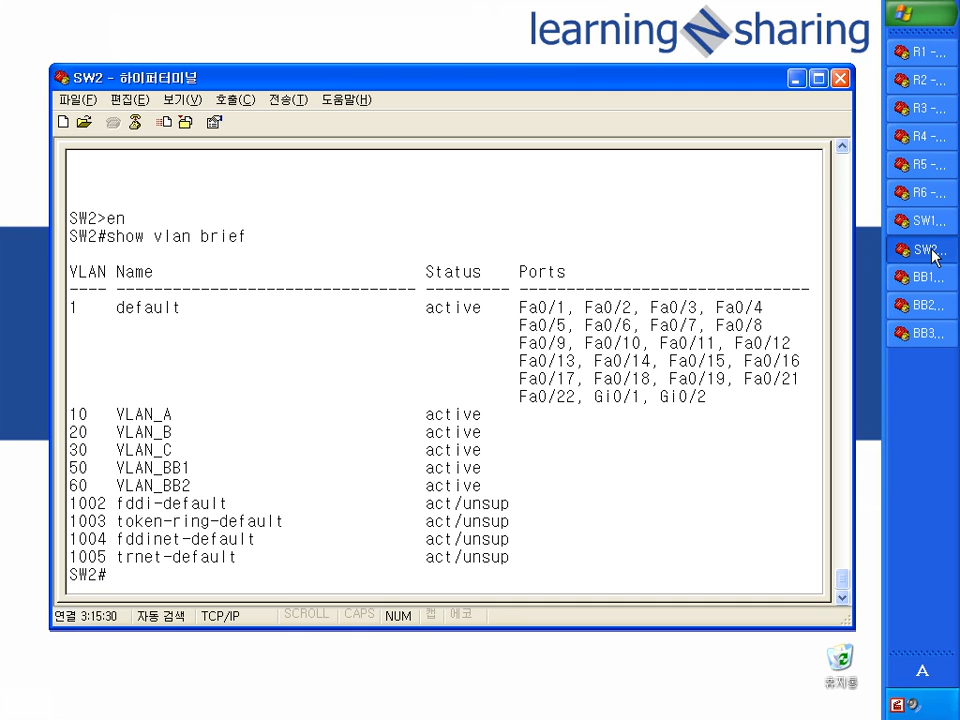 learning N sharing
SW2 - 하이퍼터미널
파일(F) 편집(E) 보기(V) 호출(C) 전송(T) 도움말(H)
SW2>en
SW2#show vlan brief
VLAN Name Status Ports
---- -------------------------------- --------- -------------------------------
1 default active Fa0/1, Fa0/2, Fa0/3, Fa0/4
Fa0/5, Fa0/6, Fa0/7, Fa0/8
Fa0/9, Fa0/10, Fa0/11, Fa0/12
Fa0/13, Fa0/14, Fa0/15, Fa0/16
Fa0/17, Fa0/18, Fa0/19, Fa0/21
Fa0/22, Gi0/1, Gi0/2
10 VLAN_A active
20 VLAN_B active
30 VLAN_C active
50 VLAN_BB1 active
60 VLAN_BB2 active
1002 fddi-default act/unsup
1003 token-ring-default act/unsup
1004 fddinet-default act/unsup
1005 trnet-default act/unsup
SW2#
연결 3:15:30 자동 검색 TCP/IP SCROLL CAPS NUM 캡 에코
휴지통
R1 -...
R2 -...
R3 -...
R4 -...
R5 -...
R6 -...
SW1...
SW2...
BB1...
BB2...
BB3...
A